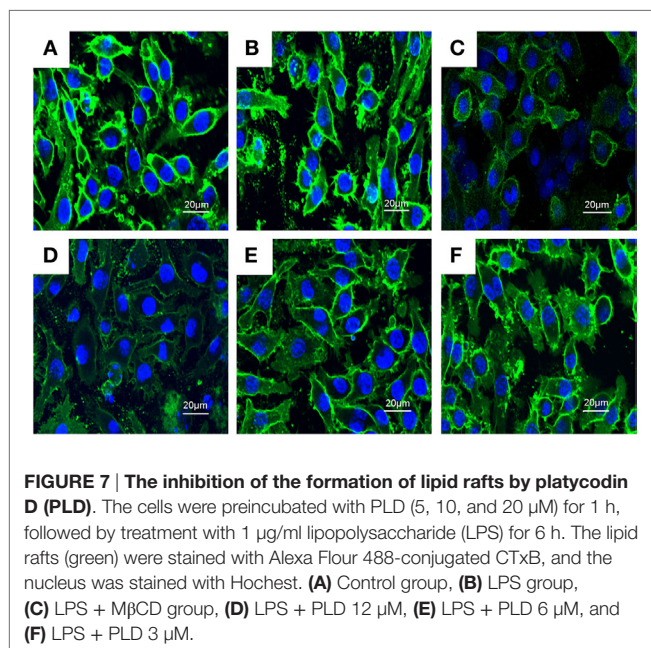 A
B
C
20µm
20µm
20µm
D
E
F
20µm
20µm
20µm
FIGURE 7 | The inhibition of the formation of lipid rafts by platycodin
D (PLD). The cells were preincubated with PLD (5, 10, and 20 µM) for 1 h,
followed by treatment with 1 µg/ml lipopolysaccharide (LPS) for 6 h. The lipid
rafts (green) were stained with Alexa Flour 488-conjugated CTxB, and the
nucleus was stained with Hochest. (A) Control group, (B) LPS group,
(C) LPS + MβCD group, (D) LPS + PLD 12 µM, (E) LPS + PLD 6 µM, and
(F) LPS + PLD 3 µM.